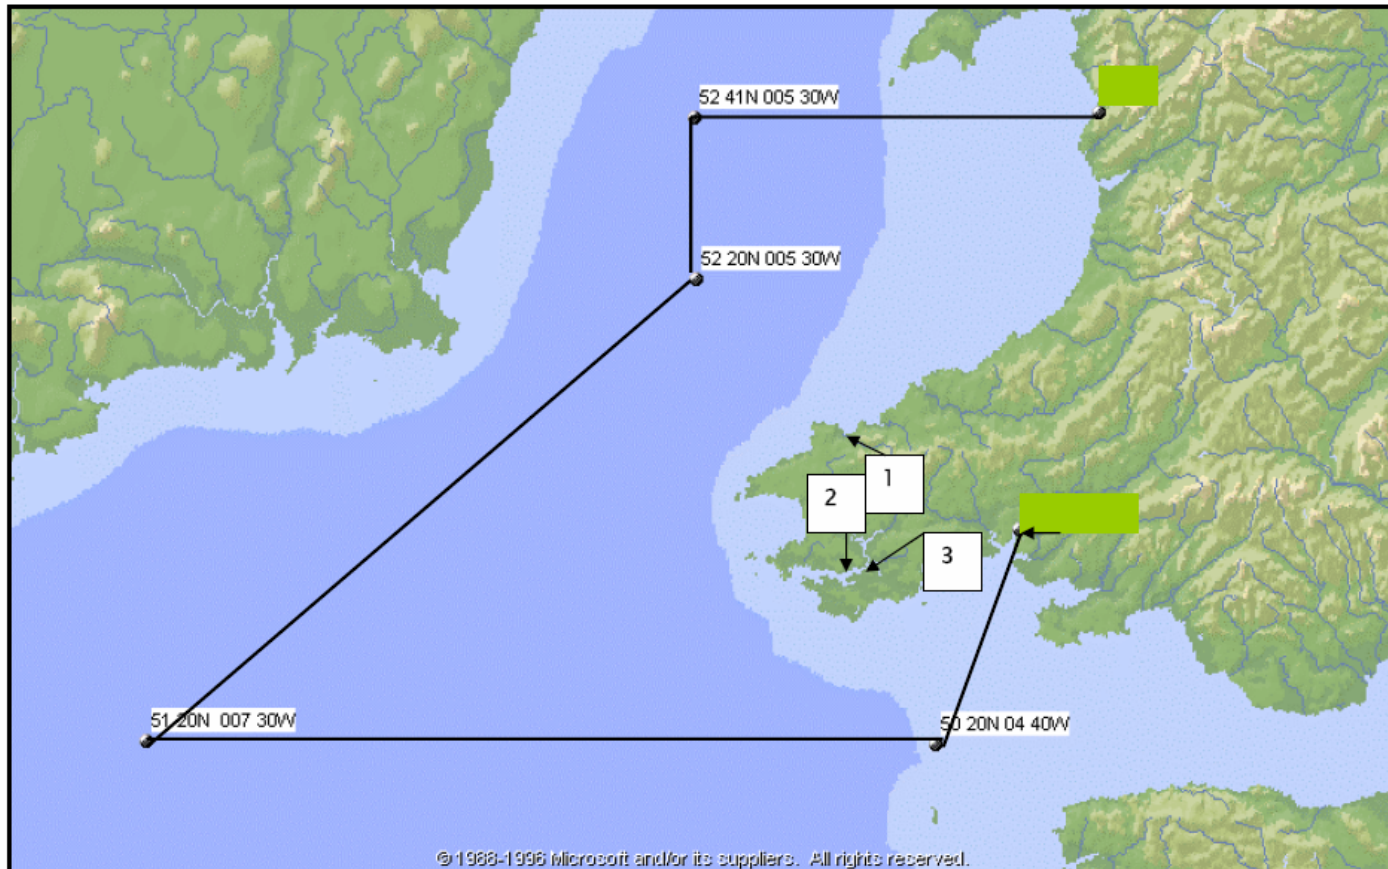 52 41N 005 30W
52 20N 005 30W
1
2
3
51 20N 007 30W
50 20N 04 40W
© 1988-1996 Microsoft and/or its suppliers. All rights reserved.